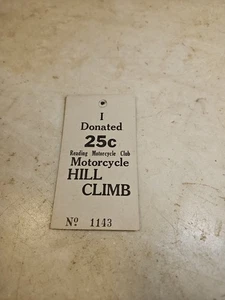 I
Donated
25c
Reading Motorcycle Club
Motorcycle
HILL
CLIMB
Nº 1143